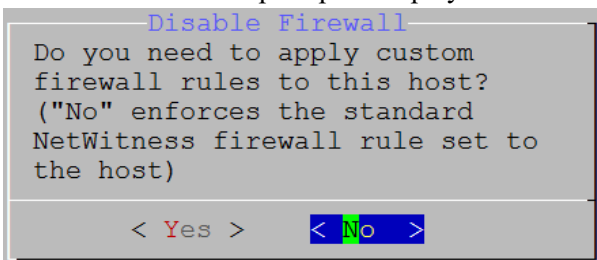 Disable Firewall
Do you need to apply custom
firewall rules to this host?
("No" enforces the standard
NetWitness firewall rule set to
the host)
< Yes > < No >